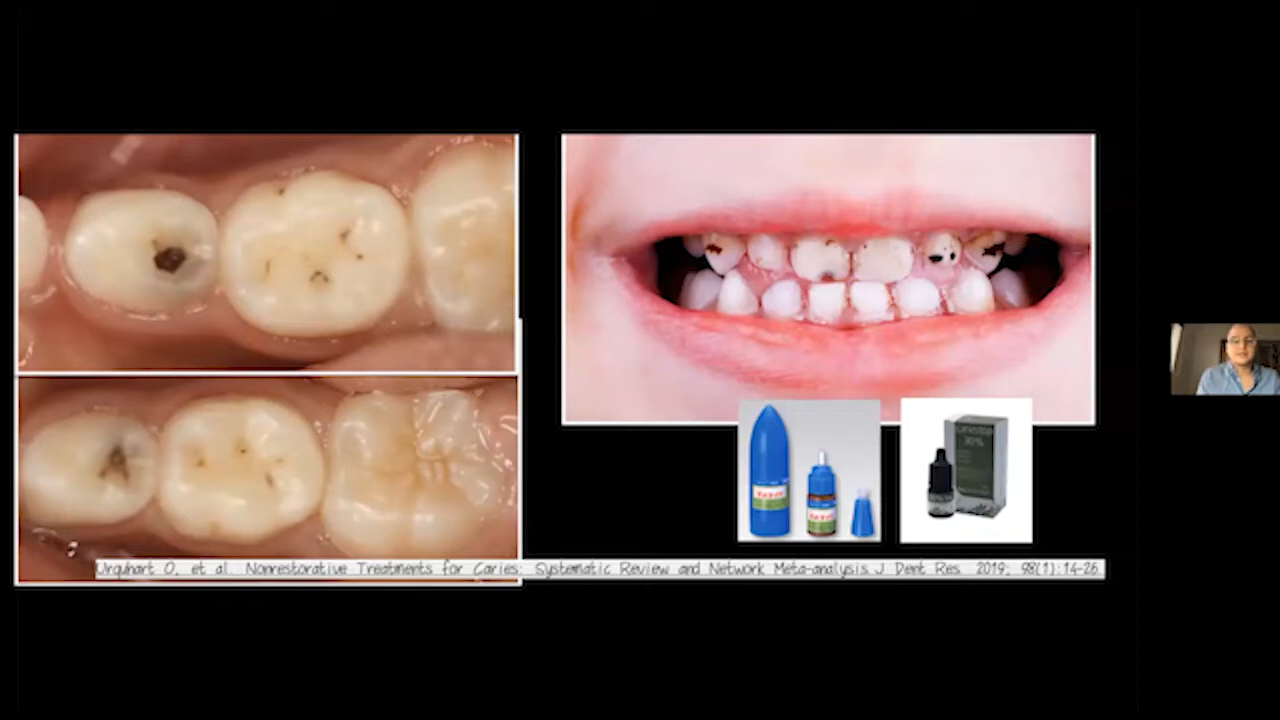 Urquhart O, et al. Nonrestorative Treatments for Caries: Systematic Review and Network Meta-analysis. J Dent Res. 2019; 98(1):14-26.
30%